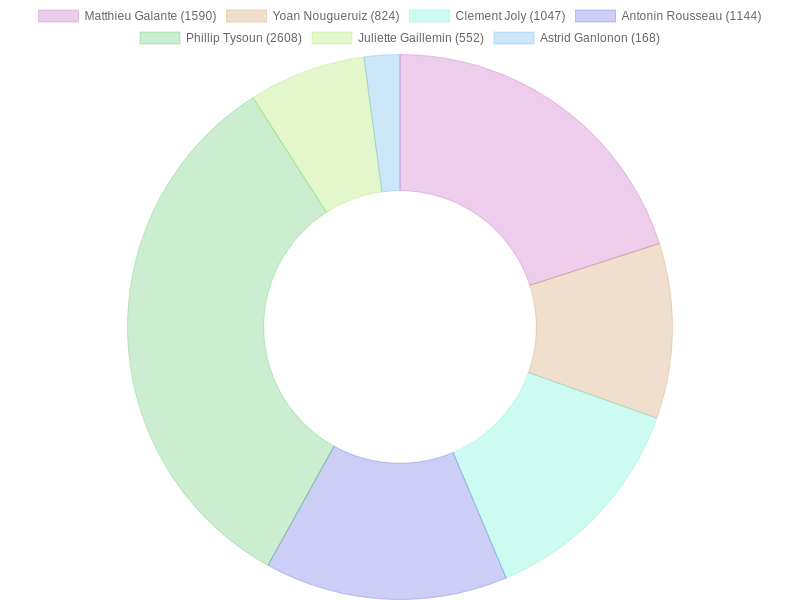 Matthieu Galante (1590) Yoan Nougueruiz (824) Clement Joly (1047) Antonin Rousseau (1144)
Phillip Tysoun (2608) Juliette Gaillemin (552) Astrid Ganlonon (168)